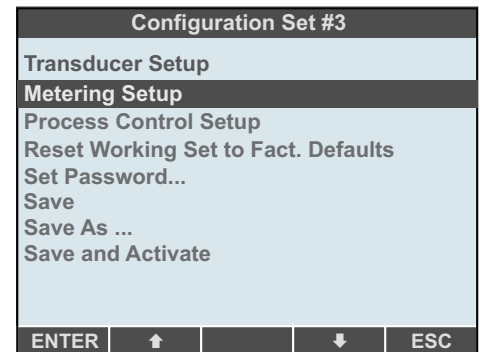 Configuration Set #3
Transducer Setup
Metering Setup
Process Control Setup
Reset Working Set to Fact. Defaults
Set Password...
Save
Save As ...
Save and Activate
ENTER ⬆ ⬇ ESC